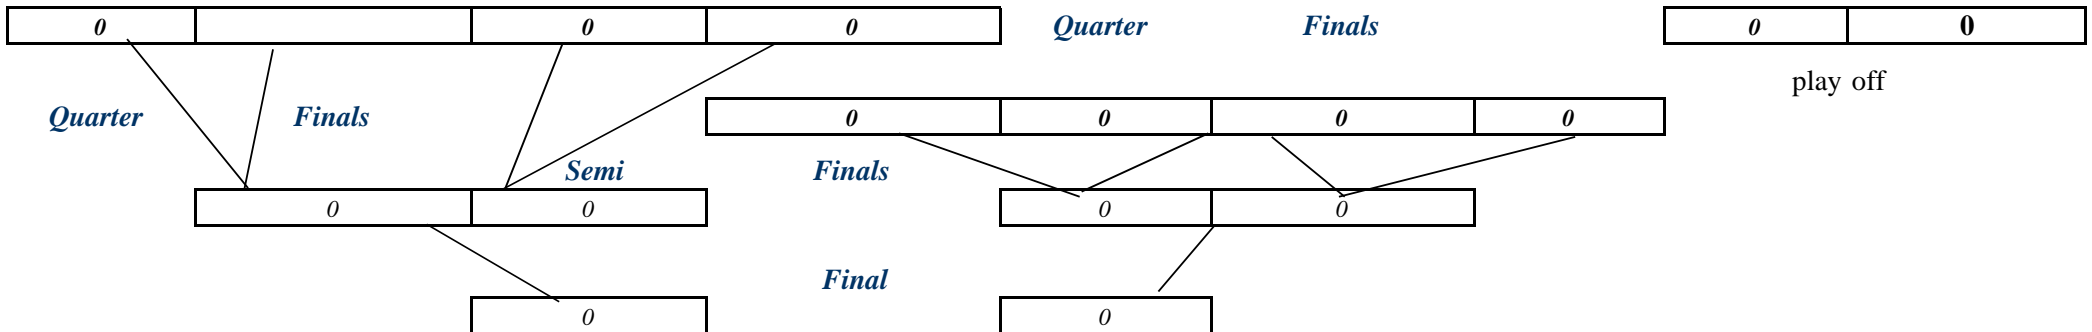 0 0 0 Quarter Finals 0 0
play off
Quarter Finals 0 0 0 0
Semi Finals
0 0 0 0
Final
0 0